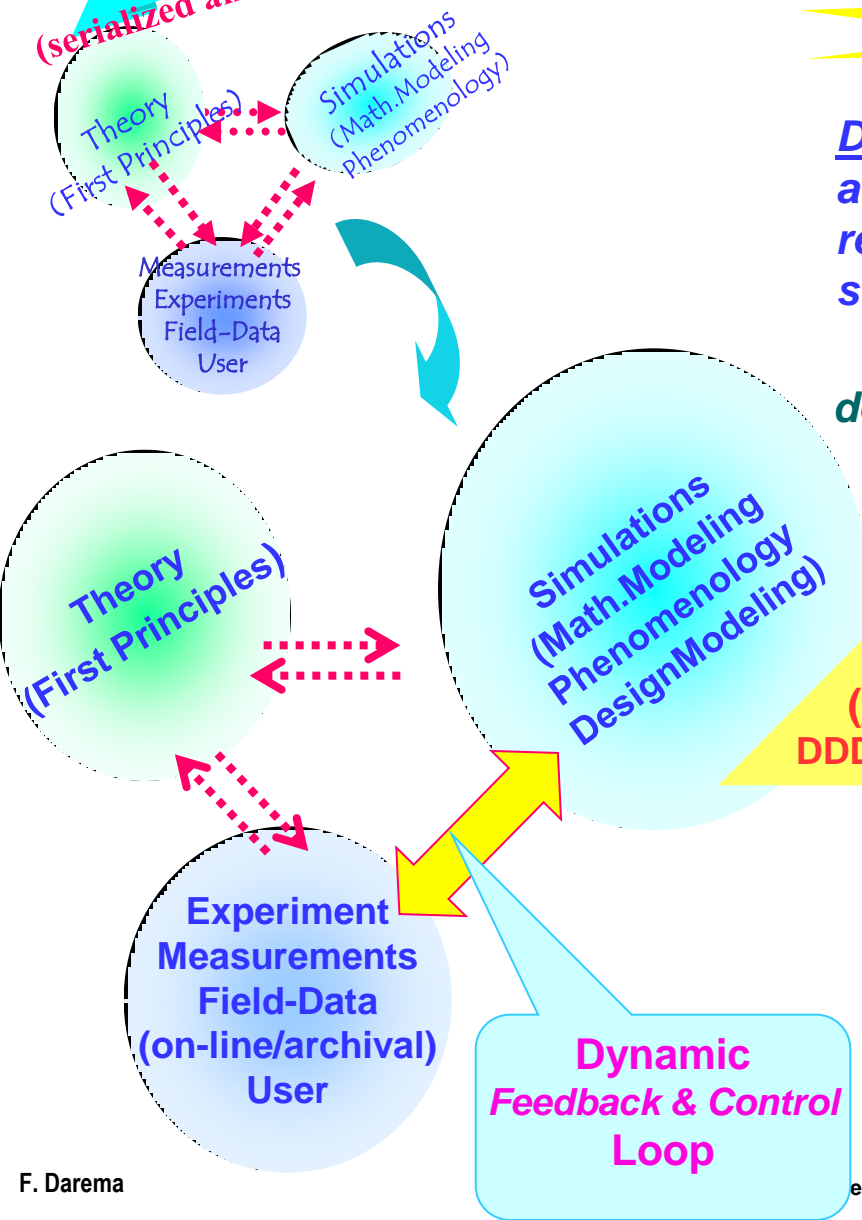 (serialized
Theory
(First Principles)
Simulations
(Math.Modeling
Phenomenology)
Measurements
Experiments
Field-Data
User
Theory
(First Principles)
Simulations
(Math.Modeling
Phenomenology
DesignModeling)
Experiment
Measurements
Field-Data
(on-line/archival)
User
Dynamic
Feedback & Control
Loop
F. Darema